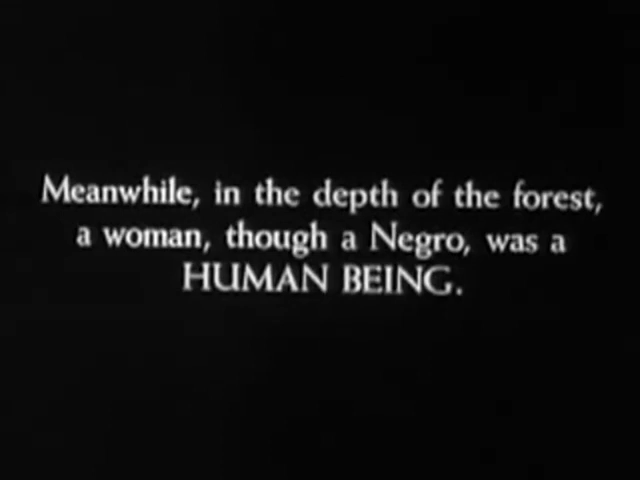 Meanwhile, in the depth of the forest,
a woman, though a Negro, was a
HUMAN BEING.